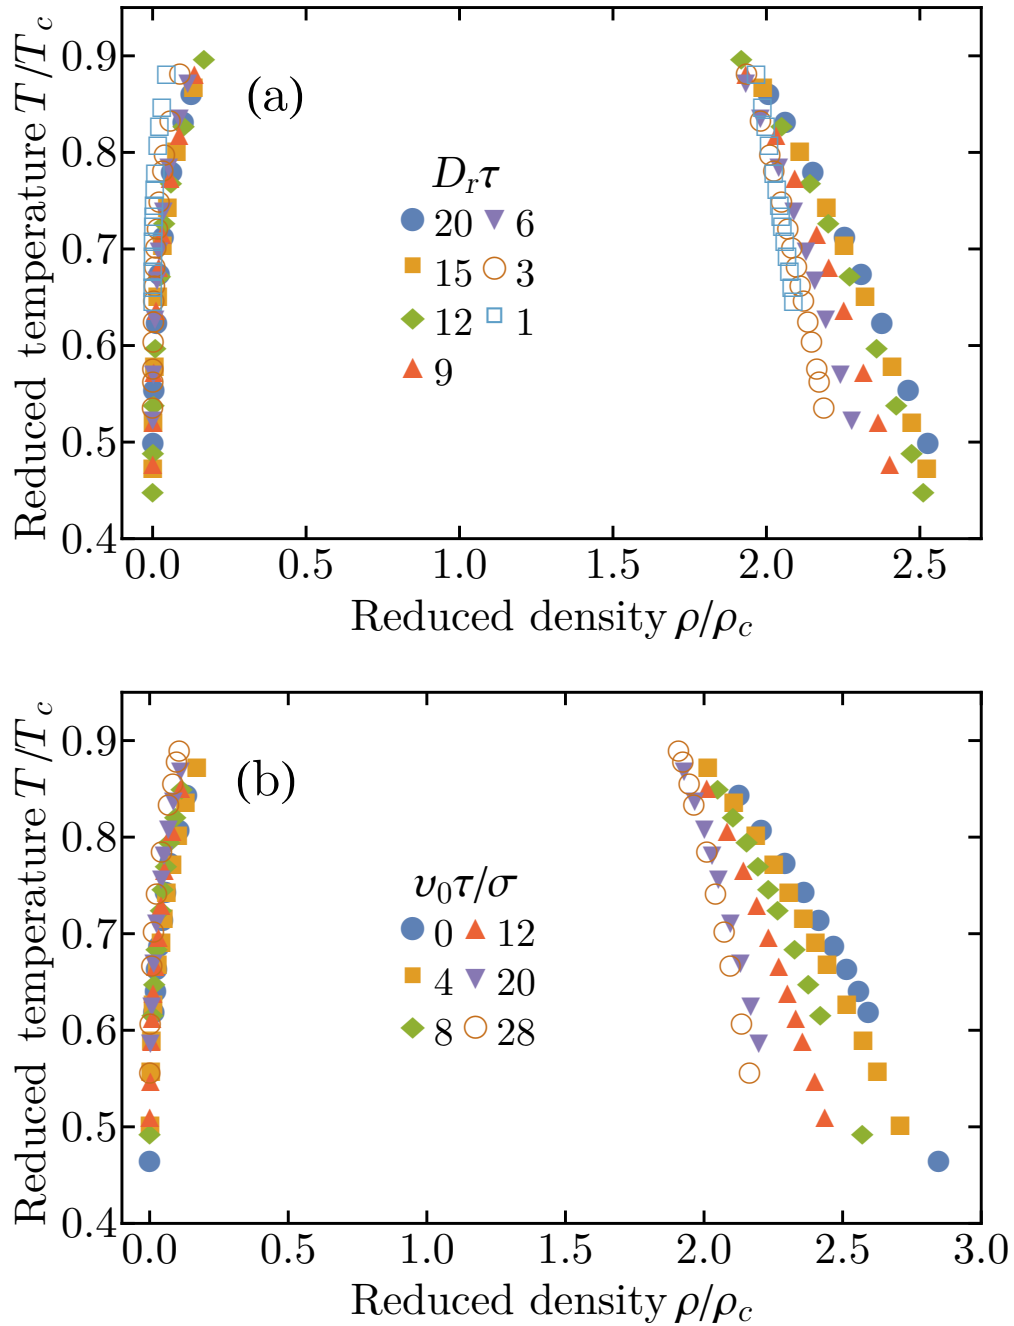 Reduced temperature T/T_c
0.9
0.8
0.7
0.6
0.5
0.4
(a)
D_rτ
20 6
15 3
12 1
9
0.0 0.5 1.0 1.5 2.0 2.5
Reduced density ρ/ρ_c
Reduced temperature T/T_c
0.9
0.8
0.7
0.6
0.5
0.4
(b)
υ_0τ/σ
0 12
4 20
8 28
0.0 0.5 1.0 1.5 2.0 2.5 3.0
Reduced density ρ/ρ_c